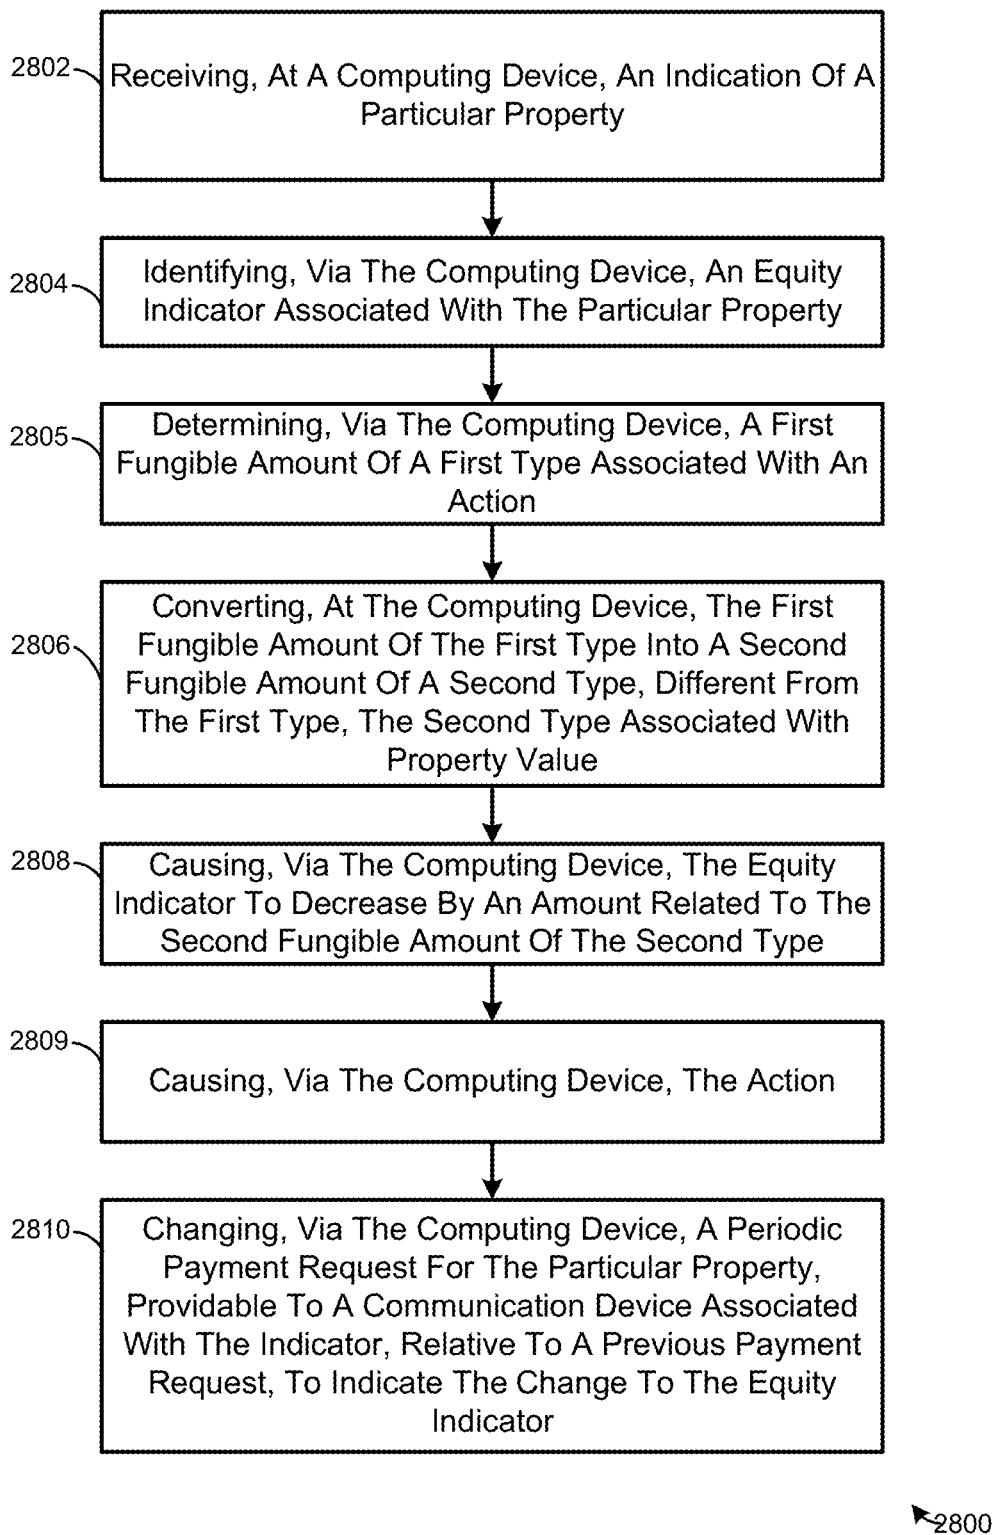 2802
Receiving, At A Computing Device, An Indication Of A
Particular Property
2804
Identifying, Via The Computing Device, An Equity
Indicator Associated With The Particular Property
2805
Determining, Via The Computing Device, A First
Fungible Amount Of A First Type Associated With An
Action
2806
Converting, At The Computing Device, The First
Fungible Amount Of The First Type Into A Second
Fungible Amount Of A Second Type, Different From
The First Type, The Second Type Associated With
Property Value
2808
Causing, Via The Computing Device, The Equity
Indicator To Decrease By An Amount Related To The
Second Fungible Amount Of The Second Type
2809
Causing, Via The Computing Device, The Action
2810
Changing, Via The Computing Device, A Periodic
Payment Request For The Particular Property,
Providable To A Communication Device Associated
With The Indicator, Relative To A Previous Payment
Request, To Indicate The Change To The Equity
Indicator
2800